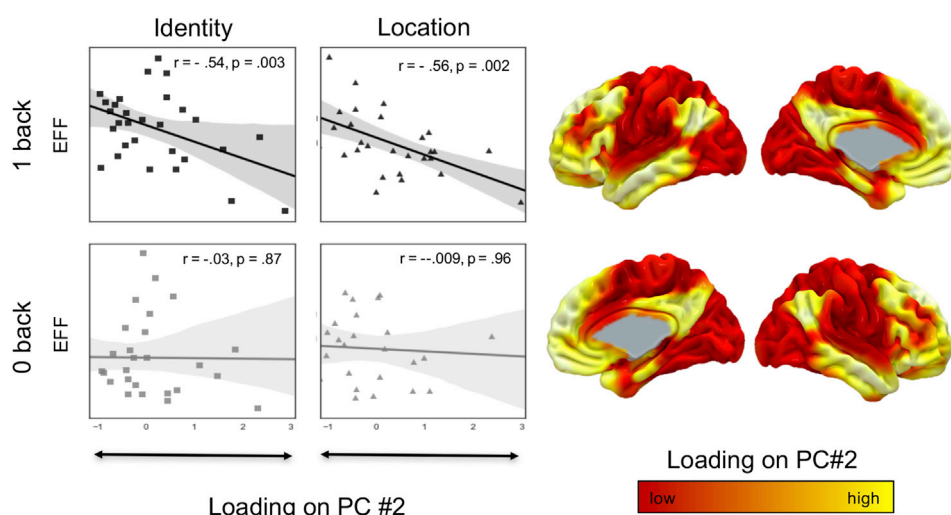 Identity
Location
1 back
EFF
r = - .54, p = .003
r = - .56, p = .002
0 back
EFF
r = -.03, p = .87
r = --.009, p = .96
-1 0 1 2 3
-1 0 1 2 3
Loading on PC #2
Loading on PC#2
low high